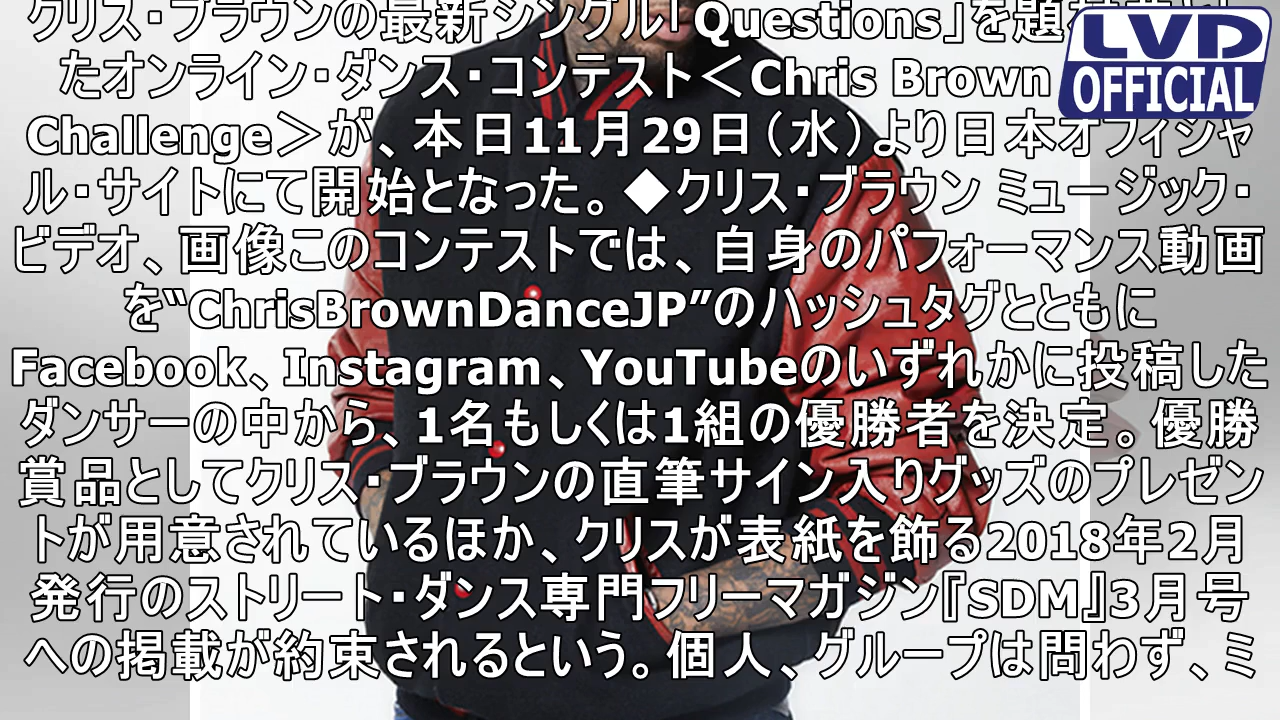 クリス・ブラウンの最新シングル「Questions」を題
たオンライン・ダンス・コンテスト＜Chris Brown
Challenge＞が、本日11月29日（水）より日本オフィシャ
ル・サイトにて開始となった。◆クリス・ブラウン ミュージック・
ビデオ、画像このコンテストでは、自身のパフォーマンス動画
を“ChrisBrownDanceJP”のハッシュタグとともに
Facebook、Instagram、YouTubeのいずれかに投稿した
ダンサーの中から、1名もしくは1組の優勝者を決定。優勝
賞品としてクリス・ブラウンの直筆サイン入りグッズのプレゼン
トが用意されているほか、クリスが表紙を飾る2018年2月
発行のストリート・ダンス専門フリーマガジン『SDM』3月号
への掲載が約束されるという。個人、グループは問わず、ミ
LVD
OFFICIAL